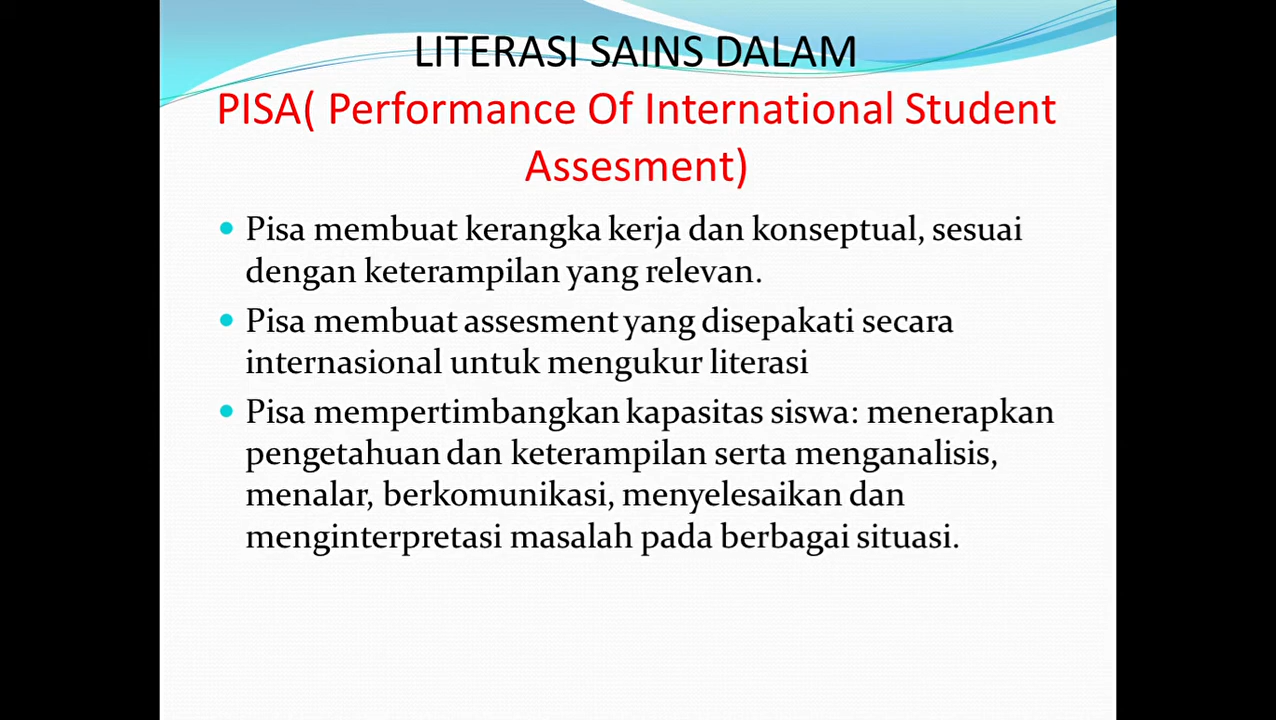 LITERASI SAINS DALAM
PISA( Performance Of International Student
Assesment)
Pisa membuat kerangka kerja dan konseptual, sesuai
dengan keterampilan yang relevan.
Pisa membuat assesment yang disepakati secara
internasional untuk mengukur literasi
Pisa mempertimbangkan kapasitas siswa: menerapkan
pengetahuan dan keterampilan serta menganalisis,
menalar, berkomunikasi, menyelesaikan dan
menginterpretasi masalah pada berbagai situasi.